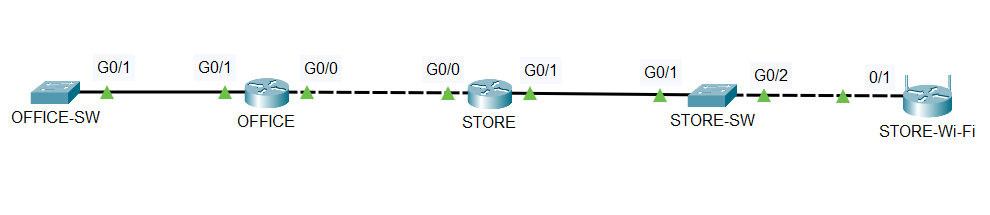 G0/1
G0/1
G0/0
G0/0
G0/1
G0/1
G0/2
0/1
OFFICE-SW
OFFICE
STORE
STORE-SW
STORE-Wi-Fi